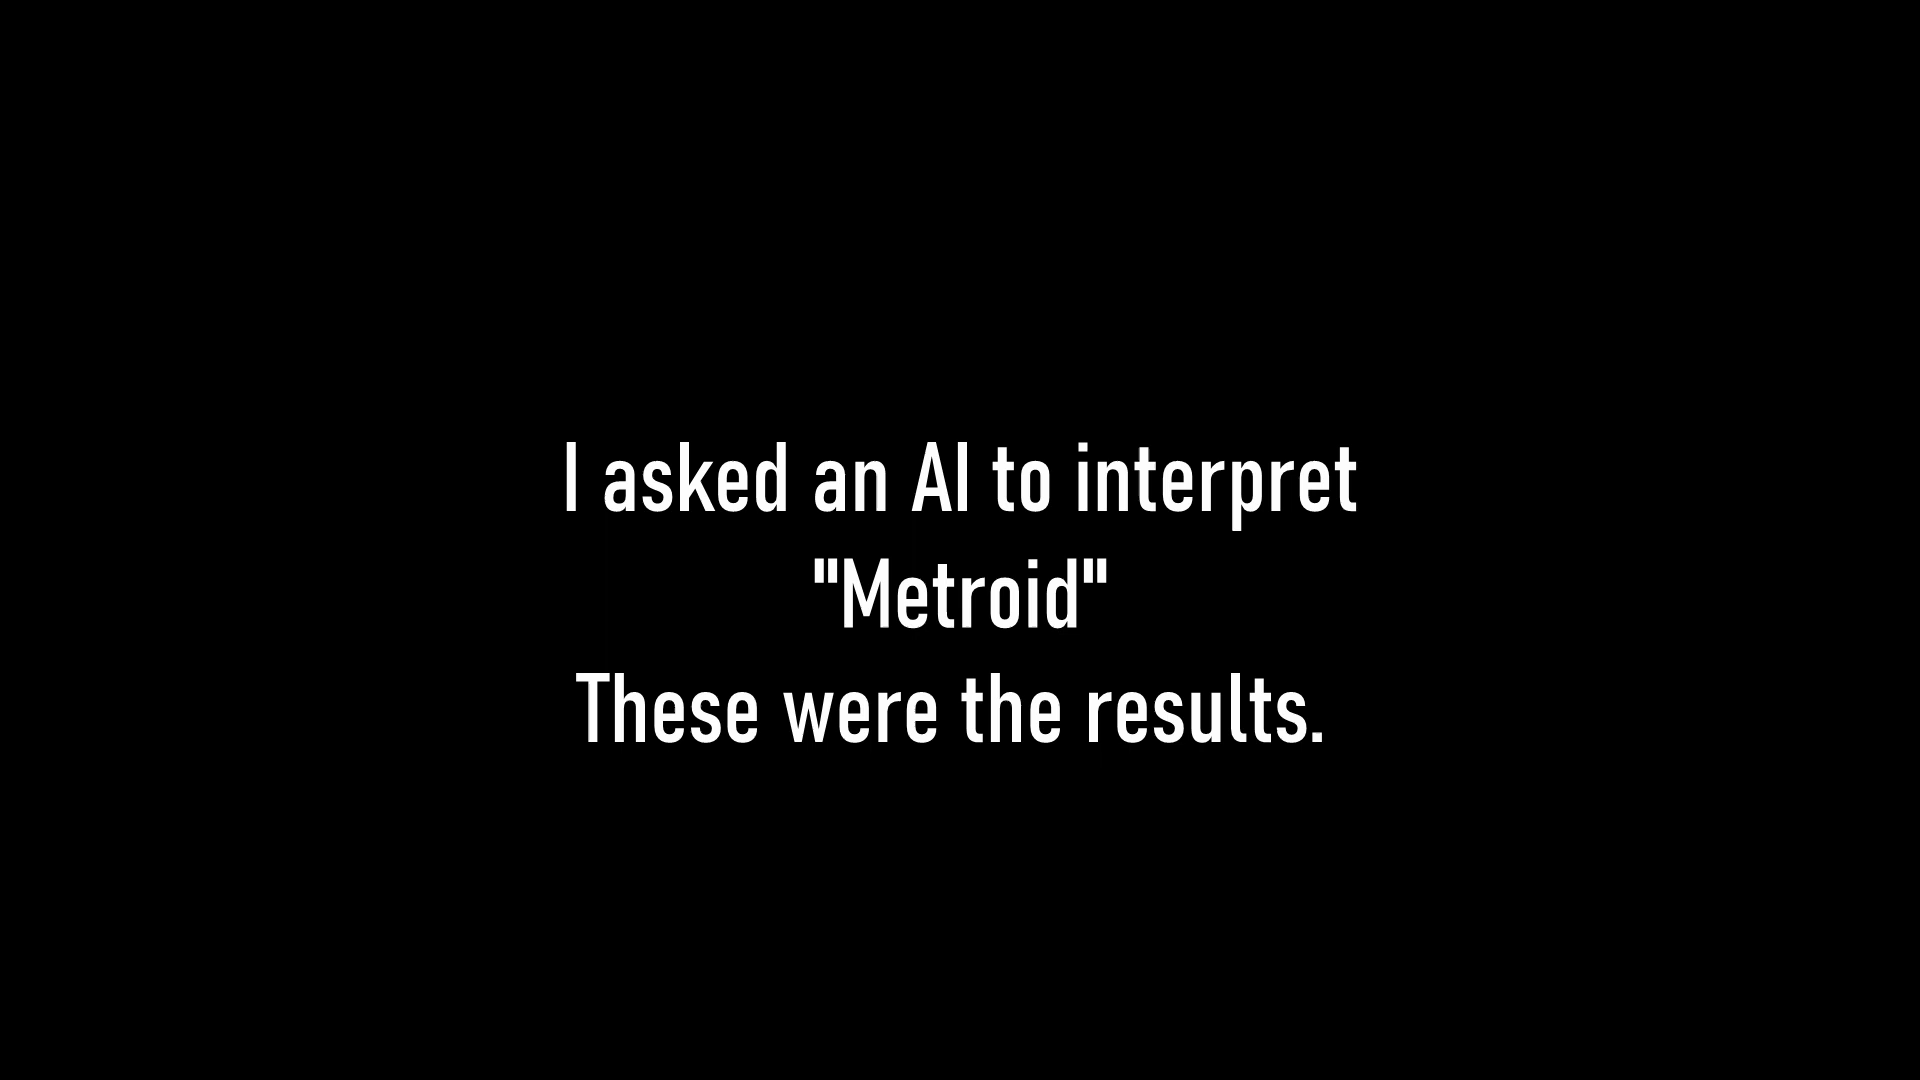 I asked an AI to interpret
"Metroid"
These were the results.